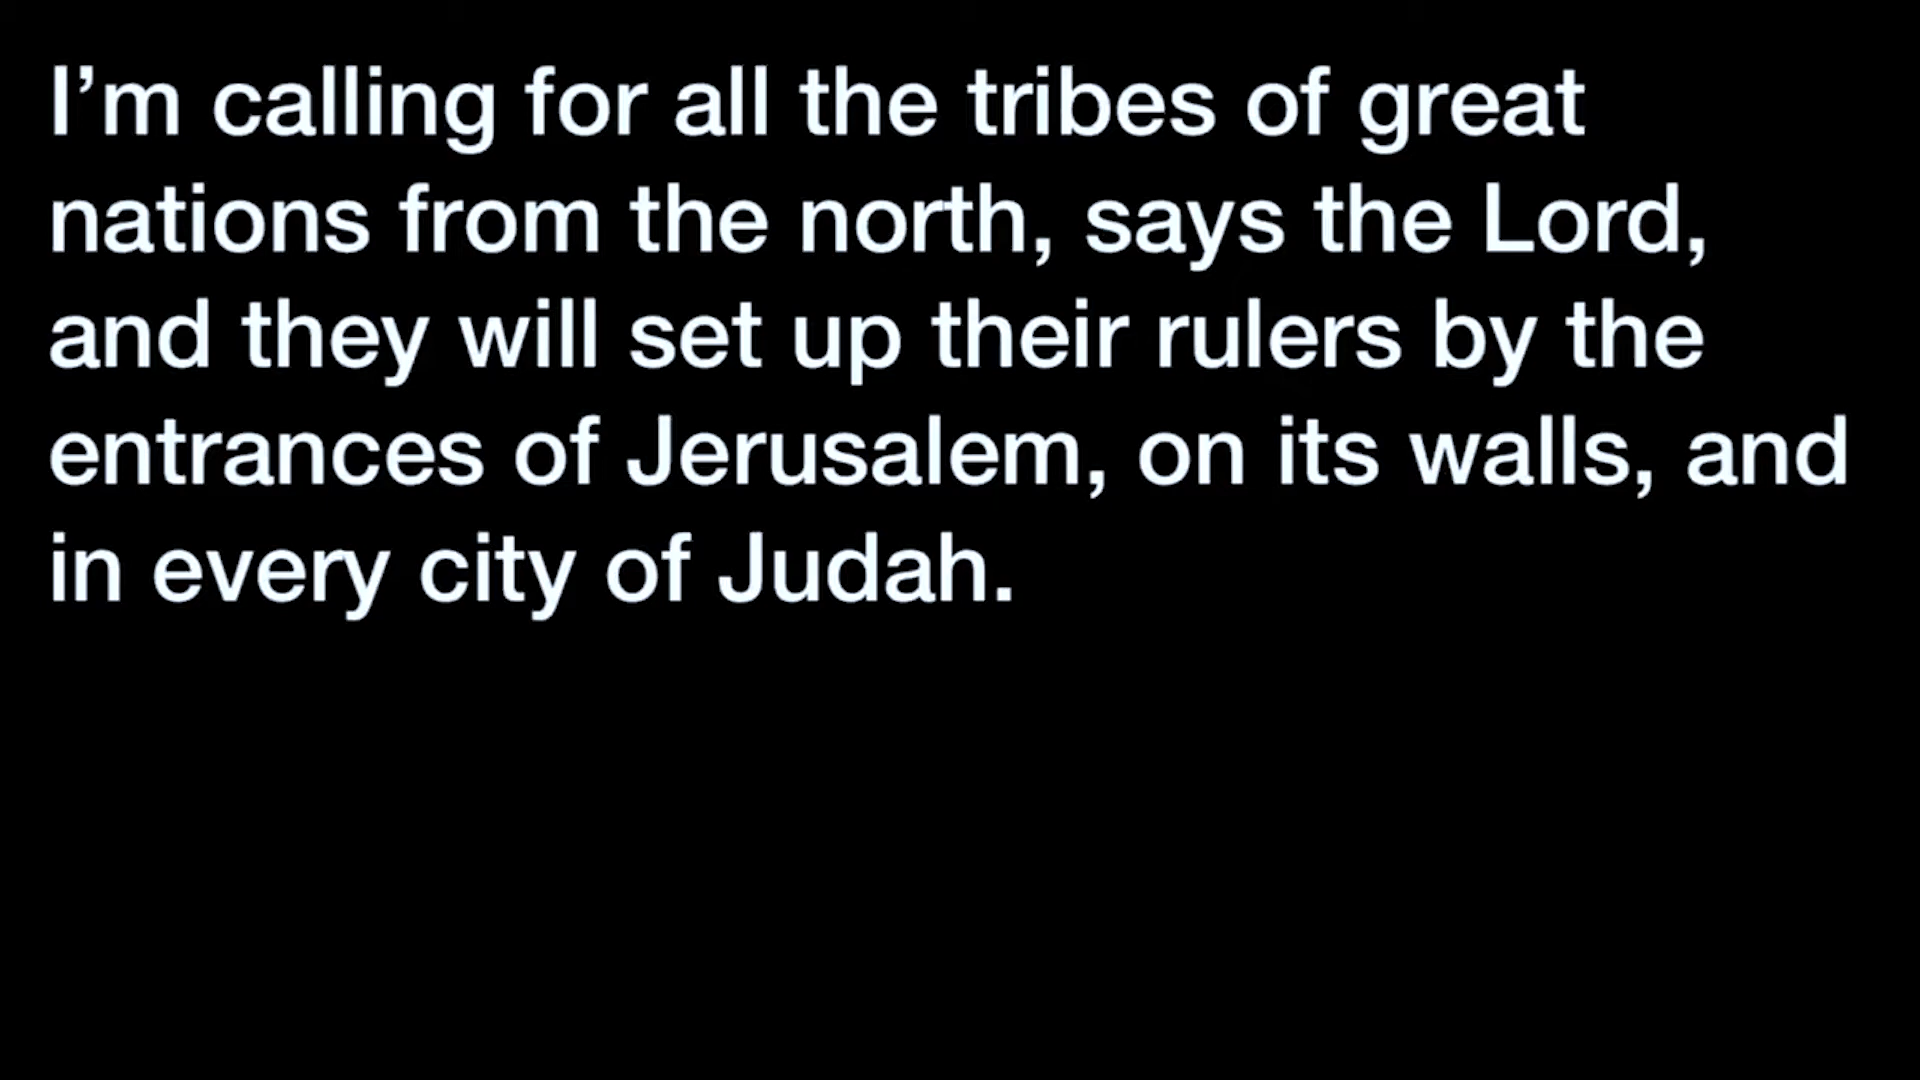 I’m calling for all the tribes of great
nations from the north, says the Lord,
and they will set up their rulers by the
entrances of Jerusalem, on its walls, and
in every city of Judah.